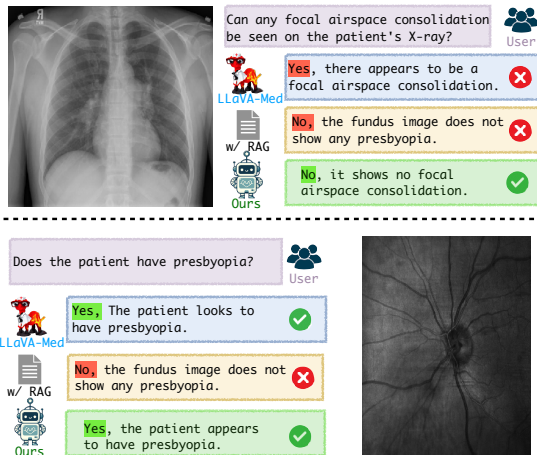 R
Can any focal airspace consolidation
be seen on the patient's X-ray?
User
LLaVA-Med
Yes, there appears to be a
focal airspace consolidation.
w/ RAG
No, the fundus image does not
show any presbyopia.
Ours
No, it shows no focal
airspace consolidation.
Does the patient have presbyopia?
User
LLaVA-Med
Yes, The patient looks to
have presbyopia.
w/ RAG
No, the fundus image does not
show any presbyopia.
Ours
Yes, the patient appears
to have presbyopia.